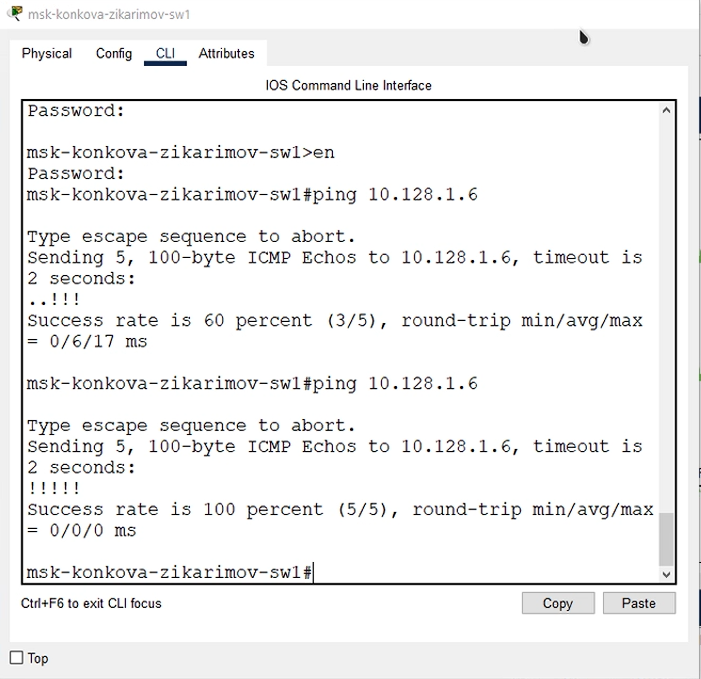 msk-konkova-zikarimov-sw1
Physical Config CLI Attributes
IOS Command Line Interface
Password:
msk-konkova-zikarimov-sw1>en
Password:
msk-konkova-zikarimov-sw1#ping 10.128.1.6
Type escape sequence to abort.
Sending 5, 100-byte ICMP Echos to 10.128.1.6, timeout is
2 seconds:
..!!!
Success rate is 60 percent (3/5), round-trip min/avg/max
= 0/6/17 ms
msk-konkova-zikarimov-sw1#ping 10.128.1.6
Type escape sequence to abort.
Sending 5, 100-byte ICMP Echos to 10.128.1.6, timeout is
2 seconds:
!!!!!
Success rate is 100 percent (5/5), round-trip min/avg/max
= 0/0/0 ms
msk-konkova-zikarimov-sw1#
Ctrl+F6 to exit CLI focus
Copy Paste
Top